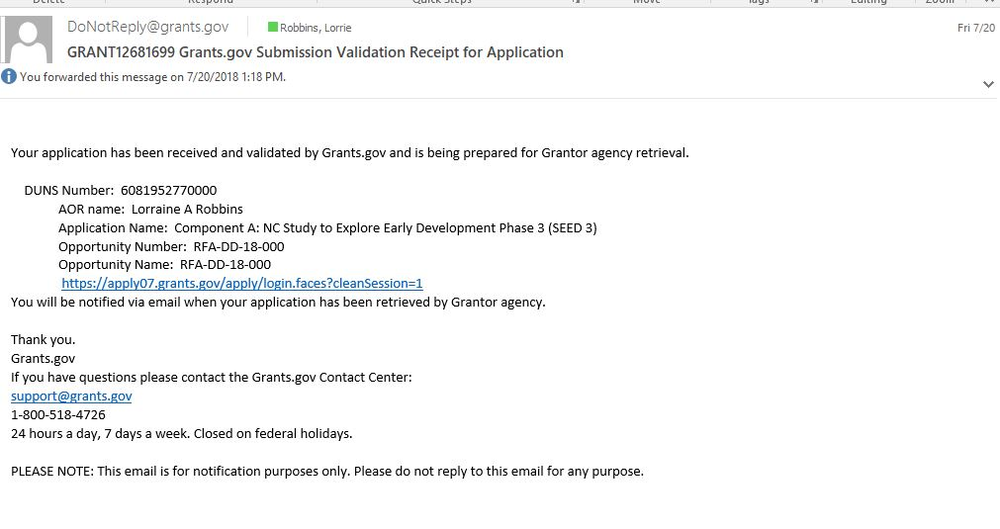 Delete Respond Quick Steps Move Tags Editing Zoom
DoNotReply@grants.gov Robbins, Lorrie Fri 7/20
GRANT12681699 Grants.gov Submission Validation Receipt for Application
You forwarded this message on 7/20/2018 1:18 PM.
Your application has been received and validated by Grants.gov and is being prepared for Grantor agency retrieval.
DUNS Number: 6081952770000
AOR name: Lorraine A Robbins
Application Name: Component A: NC Study to Explore Early Development Phase 3 (SEED 3)
Opportunity Number: RFA-DD-18-000
Opportunity Name: RFA-DD-18-000
https://apply07.grants.gov/apply/login.faces?cleanSession=1
You will be notified via email when your application has been retrieved by Grantor agency.
Thank you.
Grants.gov
If you have questions please contact the Grants.gov Contact Center:
support@grants.gov
1-800-518-4726
24 hours a day, 7 days a week. Closed on federal holidays.
PLEASE NOTE: This email is for notification purposes only. Please do not reply to this email for any purpose.